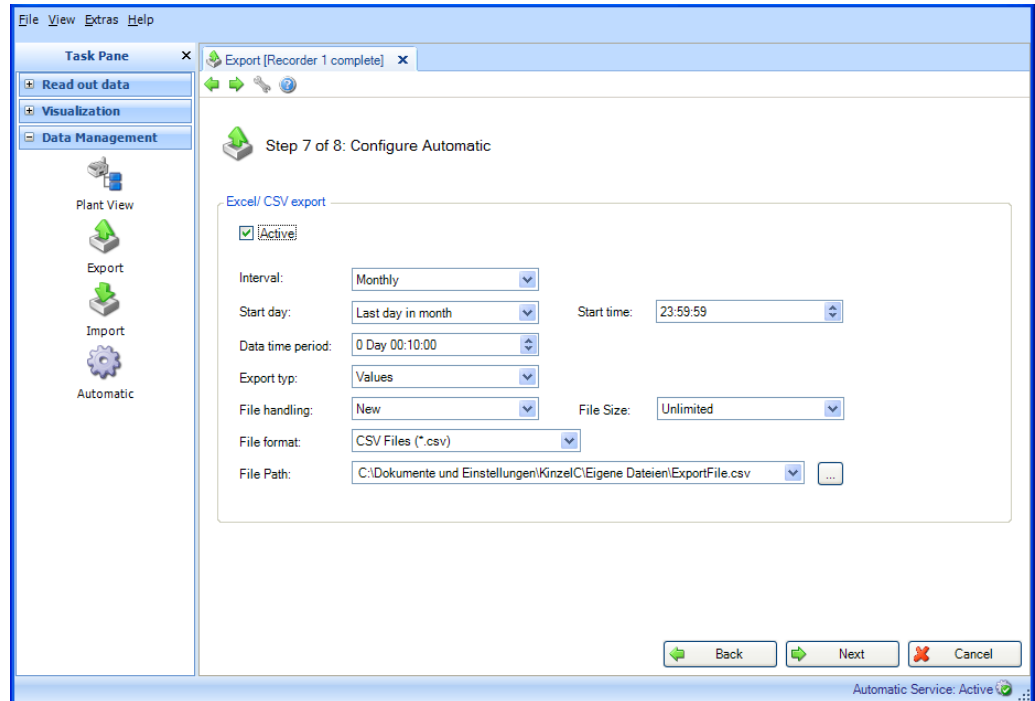 File View Extras Help
Task Pane
Export [Recorder 1 complete]
Read out data
Visualization
Data Management
Plant View
Export
Import
Automatic
Step 7 of 8: Configure Automatic
Excel/ CSV export
Active
Interval: Monthly
Start day: Last day in month Start time: 23:59:59
Data time period: 0 Day 00:10:00
Export typ: Values
File handling: New File Size: Unlimited
File format: CSV Files (*.csv)
File Path: C:\Dokumente und Einstellungen\KinzelC\Eigene Dateien\ExportFile.csv ...
Back Next Cancel
Automatic Service: Active